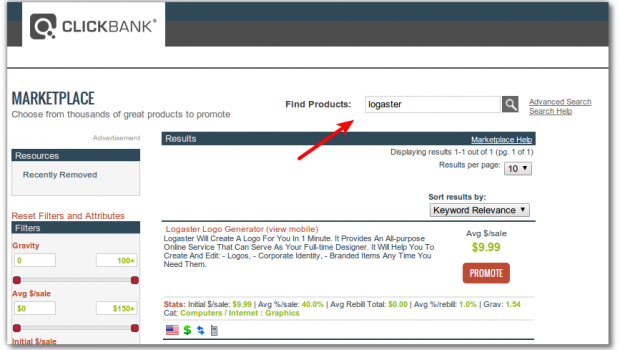 CLICKBANK®
MARKETPLACE
Choose from thousands of great products to promote
Find Products:
logaster
Advanced Search
Search Help
Advertisement
Resources
Recently Removed
Reset Filters and Attributes
Filters
Gravity
0
100+
Avg $/sale
$0
$150+
Initial $/sale
Results
Marketplace Help
Displaying results 1-1 out of 1 (pg. 1 of 1)
Results per page: 10
Sort results by:
Keyword Relevance
Logaster Logo Generator (view mobile)
Logaster Will Create A Logo For You In 1 Minute. It Provides An All-purpose
Online Service That Can Serve As Your Full-time Designer. It Will Help You To
Create And Edit: - Logos, - Corporate Identity, - Branded Items Any Time You
Need Them.
Avg $/sale
$9.99
PROMOTE
Stats: Initial $/sale: $9.99 | Avg %/sale: 40.0% | Avg Rebill Total: $0.00 | Avg %/rebill: 1.0% | Grav: 1.54
Cat: Computers / Internet : Graphics